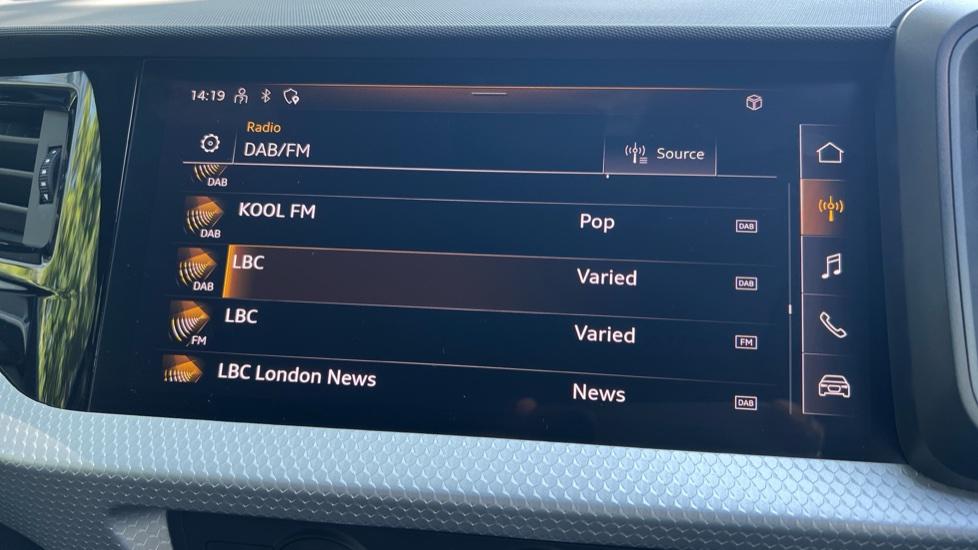 14:19
Radio
DAB/FM
Source
DAB
KOOL FM Pop DAB
DAB
LBC Varied DAB
DAB
LBC Varied FM
FM
LBC London News News DAB